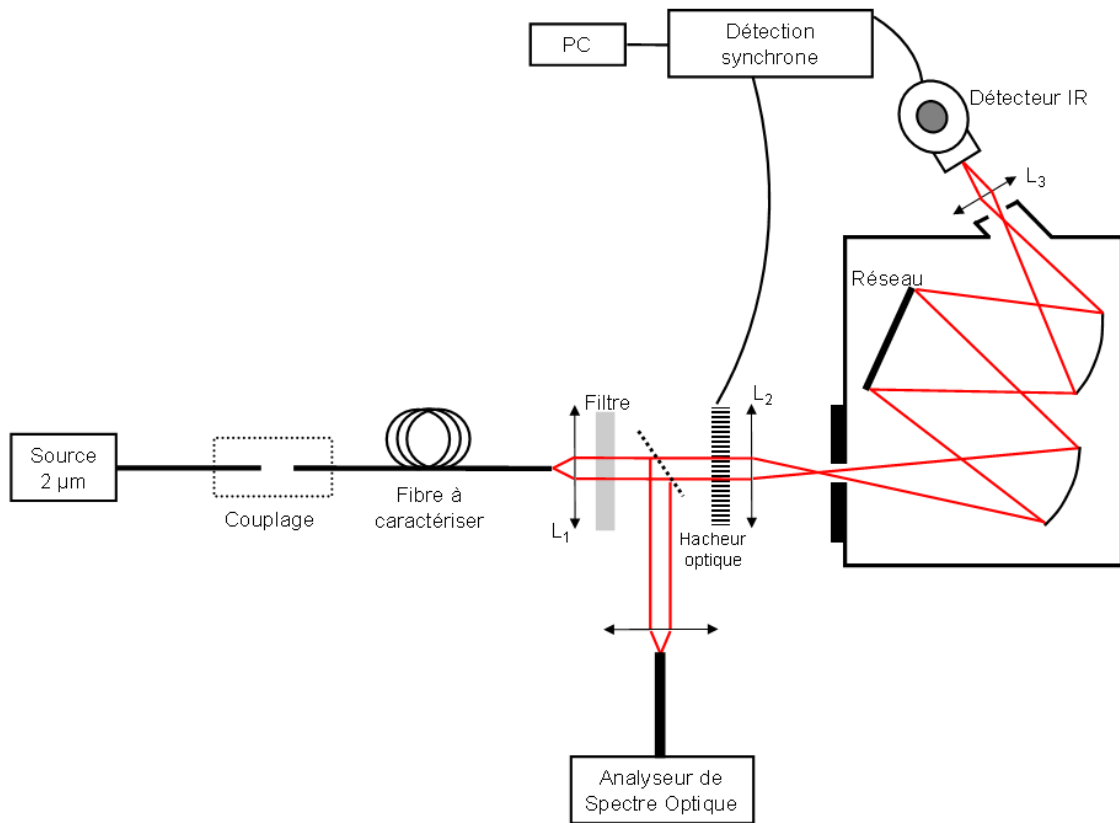 PC
Détection
synchrone
Détecteur IR
L3
Réseau
L2
Filtre
Source
2 µm
Couplage
Fibre à
caractériser
L1
Hacheur
optique
Analyseur de
Spectre Optique